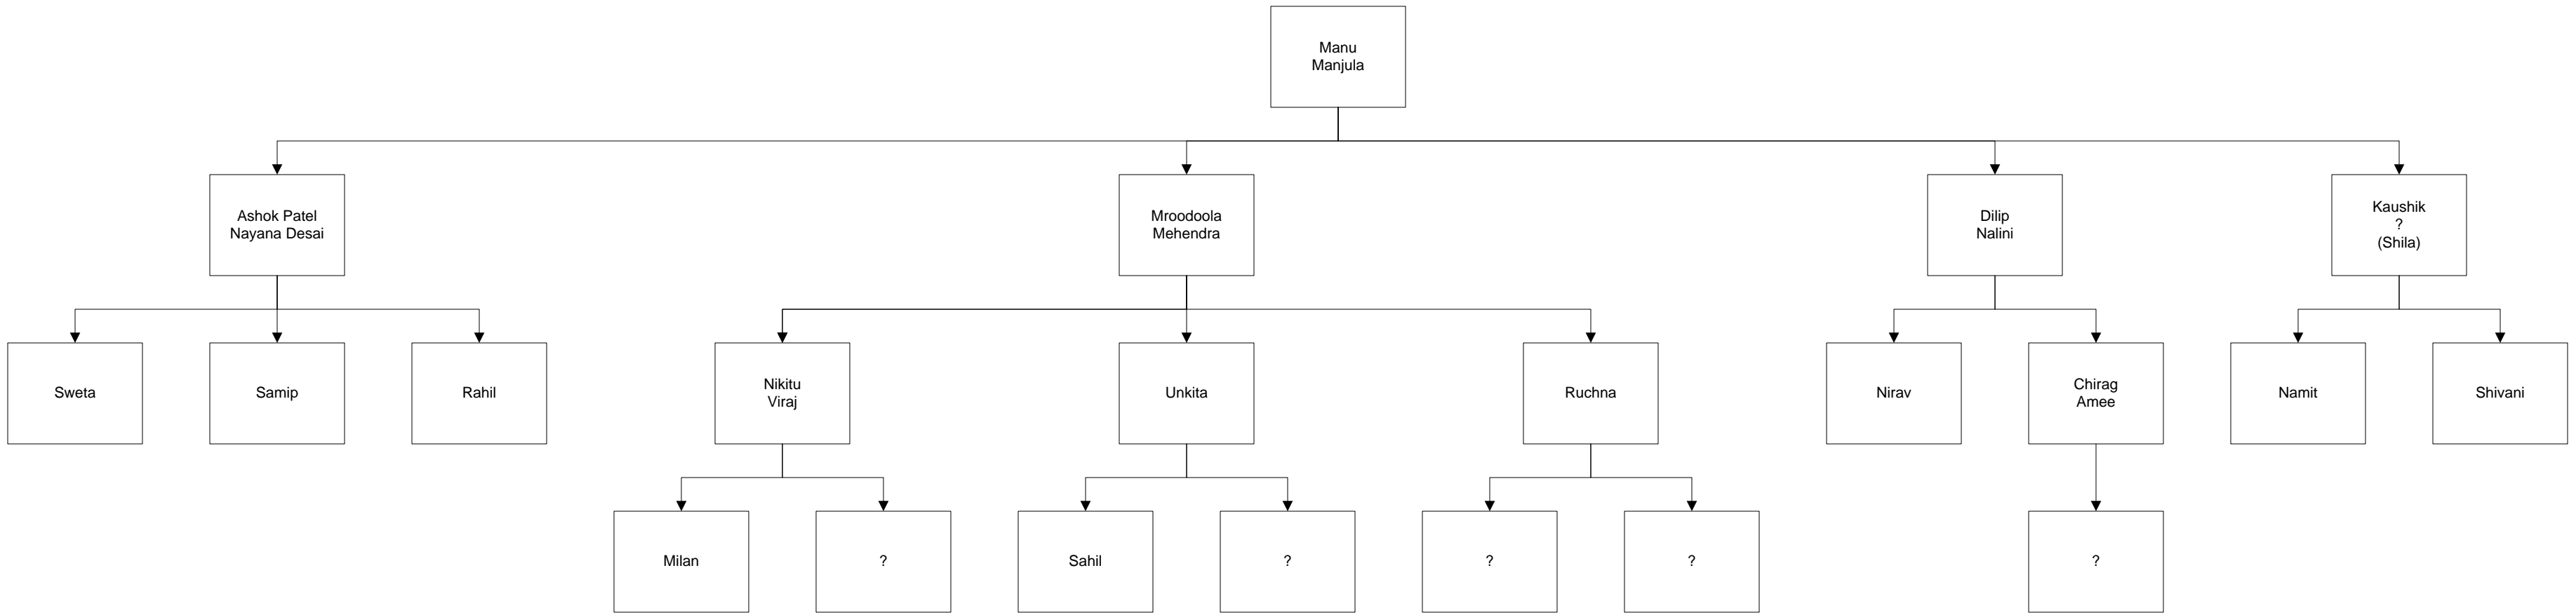 Manu
Manjula
Ashok Patel
Nayana Desai
Mroodoola
Mehendra
Dilip
Nalini
Kaushik
?
(Shila)
Sweta
Samip
Rahil
Nikitu
Viraj
Unkita
Ruchna
Nirav
Chirag
Amee
Namit
Shivani
Milan
?
Sahil
?
?
?
?